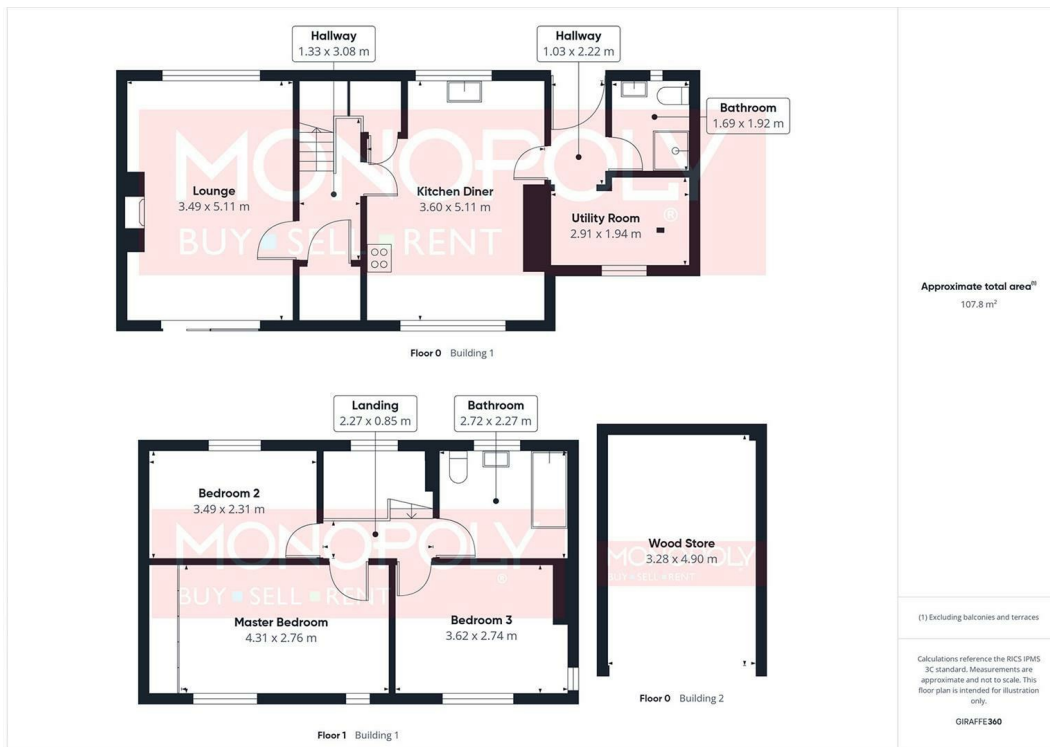 Hallway
1.33 x 3.08 m
Hallway
1.03 x 2.22 m
Bathroom
1.69 x 1.92 m
MONOPOLY
BUY SELL RENT
®
Lounge
3.49 x 5.11 m
Kitchen Diner
3.60 x 5.11 m
Utility Room
2.91 x 1.94 m
Floor 0 Building 1
Landing
2.27 x 0.85 m
Bathroom
2.72 x 2.27 m
Bedroom 2
3.49 x 2.31 m
MONOPOLY
BUY SELL RENT
®
Master Bedroom
4.31 x 2.76 m
Bedroom 3
3.62 x 2.74 m
Floor 1 Building 1
Wood Store
3.28 x 4.90 m
MONOPOLY
BUY SELL RENT
Floor 0 Building 2
Approximate total area(1)
107.8 m²
(1) Excluding balconies and terraces
Calculations reference the RICS IPMS
3C standard. Measurements are
approximate and not to scale. This
floor plan is intended for illustration
only.
GIRAFFE360